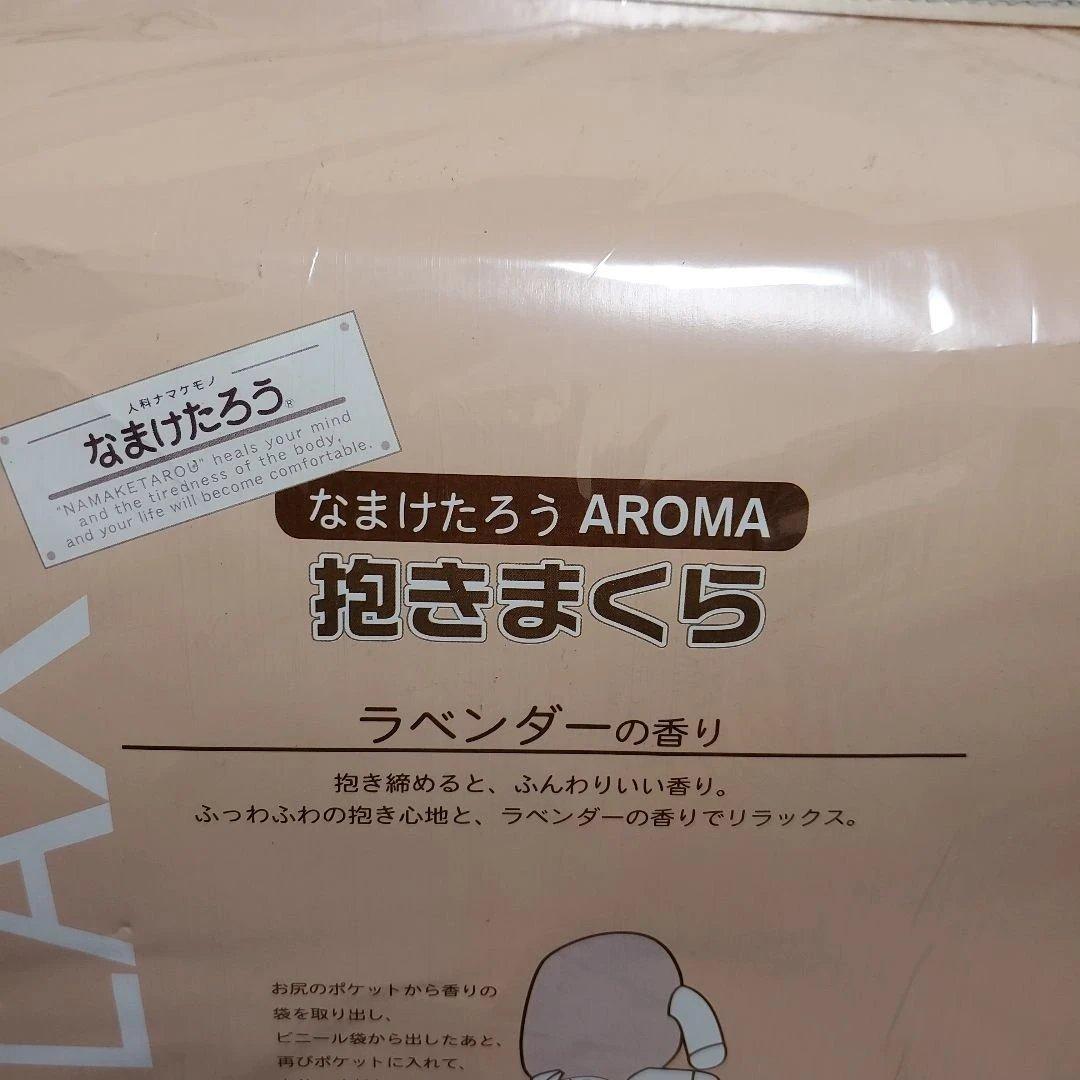 人科ナマケモノ
なまけたろう®
"NAMAKETAROU" heals your mind
and the tiredness of the body,
and your life will become comfortable.
なまけたろう AROMA
抱きまくら
ラベンダーの香り
抱き締めると、ふんわりいい香り。
ふっわふわの抱き心地と、ラベンダーの香りでリラックス。
お尻のポケットから香りの
袋を取り出し、
ビニール袋から出したあと、
再びポケットに入れて、